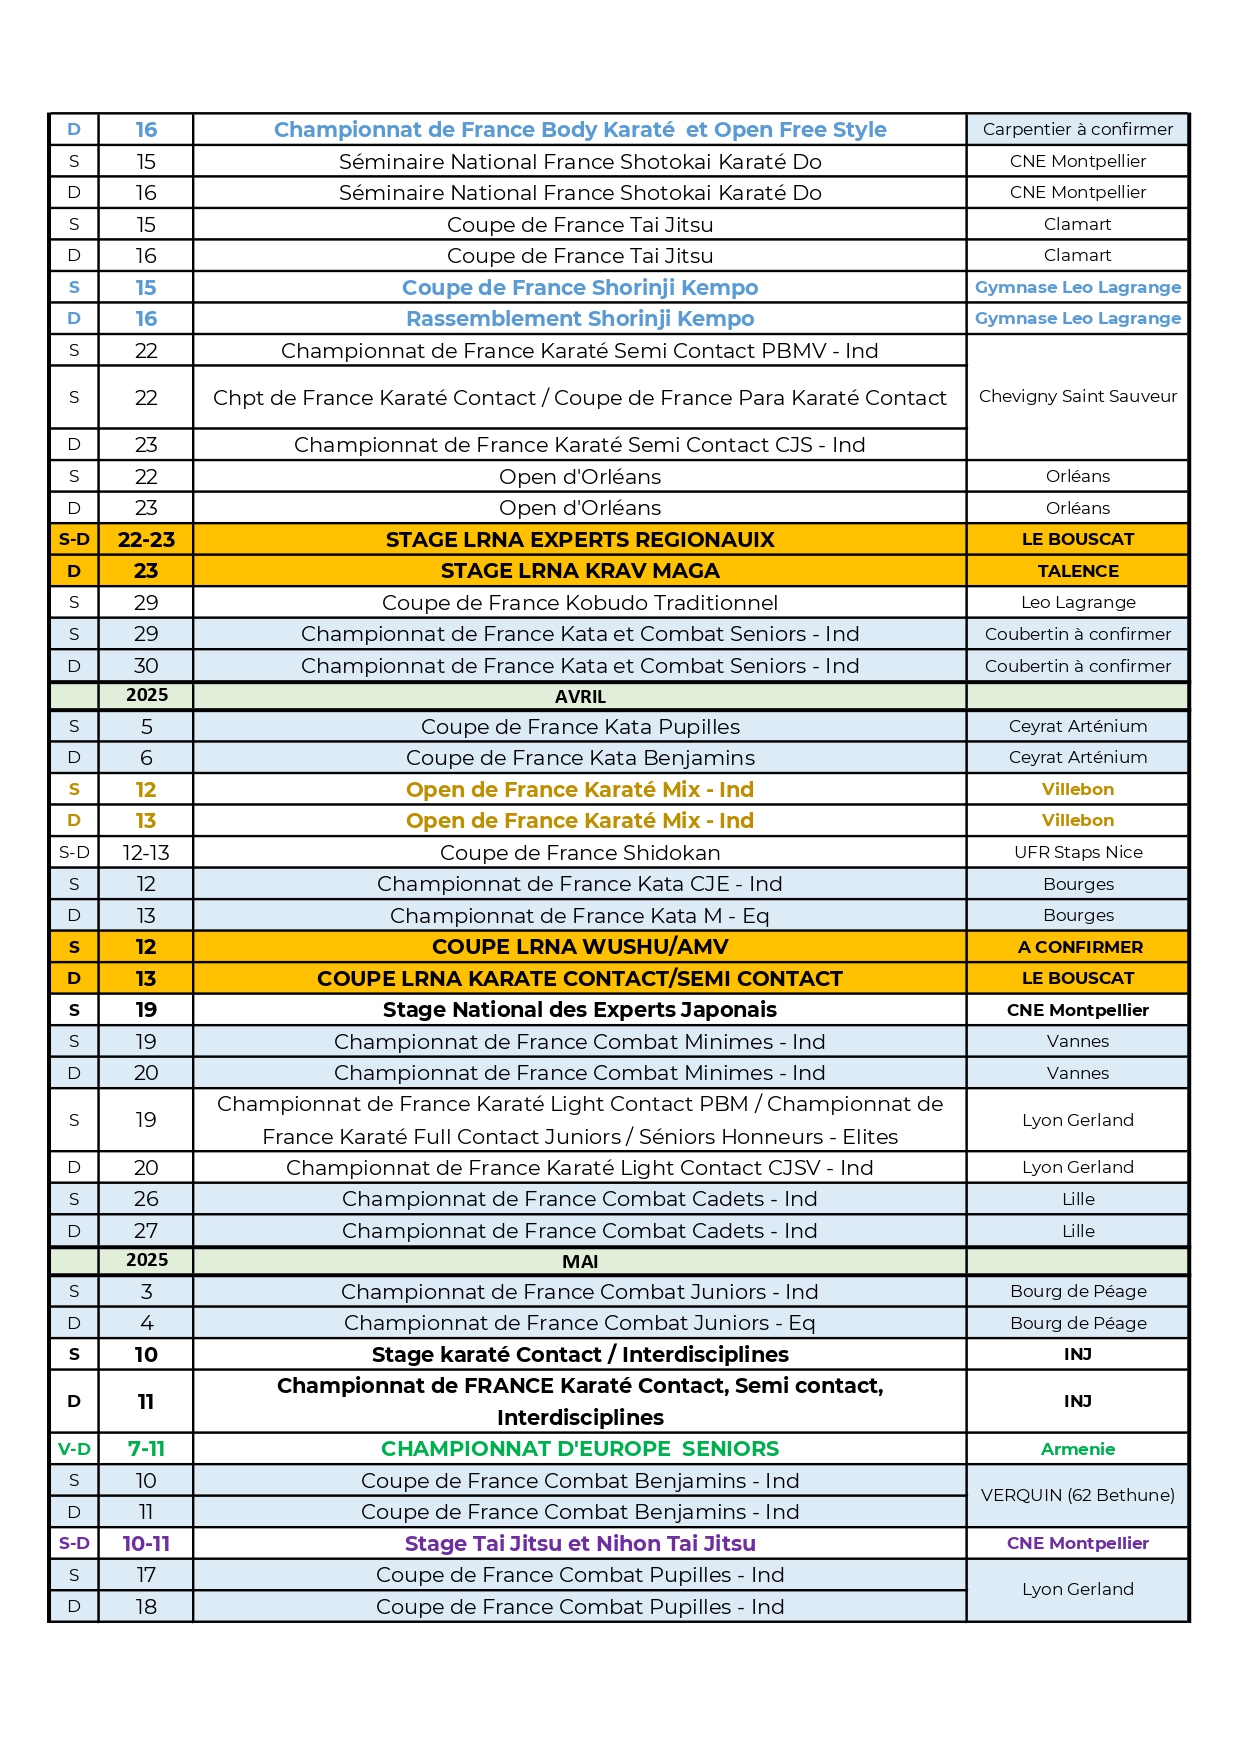 D 16 Championnat de France Body Karaté et Open Free Style Carpentier à confirmer
S 15 Séminaire National France Shotokai Karaté Do CNE Montpellier
D 16 Séminaire National France Shotokai Karaté Do CNE Montpellier
S 15 Coupe de France Tai Jitsu Clamart
D 16 Coupe de France Tai Jitsu Clamart
S 15 Coupe de France Shorinji Kempo Gymnase Leo Lagrange
D 16 Rassemblement Shorinji Kempo Gymnase Leo Lagrange
S 22 Championnat de France Karaté Semi Contact PBMV - Ind
S 22 Chpt de France Karaté Contact / Coupe de France Para Karaté Contact Chevigny Saint Sauveur
D 23 Championnat de France Karaté Semi Contact CJS - Ind
S 22 Open d'Orléans Orléans
D 23 Open d'Orléans Orléans
S-D 22-23 STAGE LRNA EXPERTS REGIONAUIX LE BOUSCAT
D 23 STAGE LRNA KRAV MAGA TALENCE
S 29 Coupe de France Kobudo Traditionnel Leo Lagrange
S 29 Championnat de France Kata et Combat Seniors - Ind Coubertin à confirmer
D 30 Championnat de France Kata et Combat Seniors - Ind Coubertin à confirmer
2025 AVRIL
S 5 Coupe de France Kata Pupilles Ceyrat Arténium
D 6 Coupe de France Kata Benjamins Ceyrat Arténium
S 12 Open de France Karaté Mix - Ind Villebon
D 13 Open de France Karaté Mix - Ind Villebon
S-D 12-13 Coupe de France Shidokan UFR Staps Nice
S 12 Championnat de France Kata CJE - Ind Bourges
D 13 Championnat de France Kata M - Eq Bourges
S 12 COUPE LRNA WUSHU/AMV A CONFIRMER
D 13 COUPE LRNA KARATE CONTACT/SEMI CONTACT LE BOUSCAT
S 19 Stage National des Experts Japonais CNE Montpellier
S 19 Championnat de France Combat Minimes - Ind Vannes
D 20 Championnat de France Combat Minimes - Ind Vannes
S 19 Championnat de France Karaté Light Contact PBM / Championnat de
France Karaté Full Contact Juniors / Séniors Honneurs - Elites Lyon Gerland
D 20 Championnat de France Karaté Light Contact CJSV - Ind Lyon Gerland
S 26 Championnat de France Combat Cadets - Ind Lille
D 27 Championnat de France Combat Cadets - Ind Lille
2025 MAI
S 3 Championnat de France Combat Juniors - Ind Bourg de Péage
D 4 Championnat de France Combat Juniors - Eq Bourg de Péage
S 10 Stage karaté Contact / Interdisciplines INJ
D 11 Championnat de FRANCE Karaté Contact, Semi contact,
Interdisciplines INJ
V-D 7-11 CHAMPIONNAT D'EUROPE SENIORS Armenie
S 10 Coupe de France Combat Benjamins - Ind VERQUIN (62 Bethune)
D 11 Coupe de France Combat Benjamins - Ind
S-D 10-11 Stage Tai Jitsu et Nihon Tai Jitsu CNE Montpellier
S 17 Coupe de France Combat Pupilles - Ind Lyon Gerland
D 18 Coupe de France Combat Pupilles - Ind